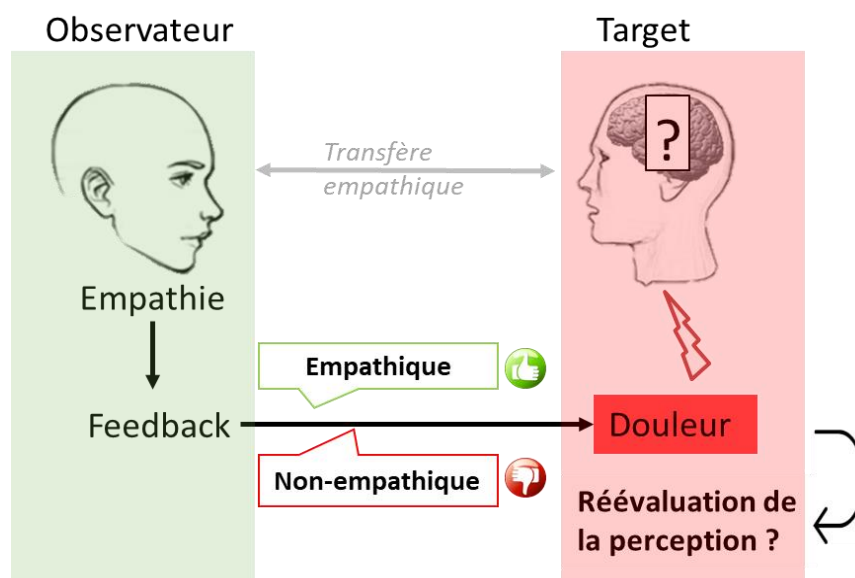 Observateur
Target
Transfère
empathique
?
Empathie
Empathique
Feedback
Douleur
Non-empathique
Réévaluation de
la perception ?